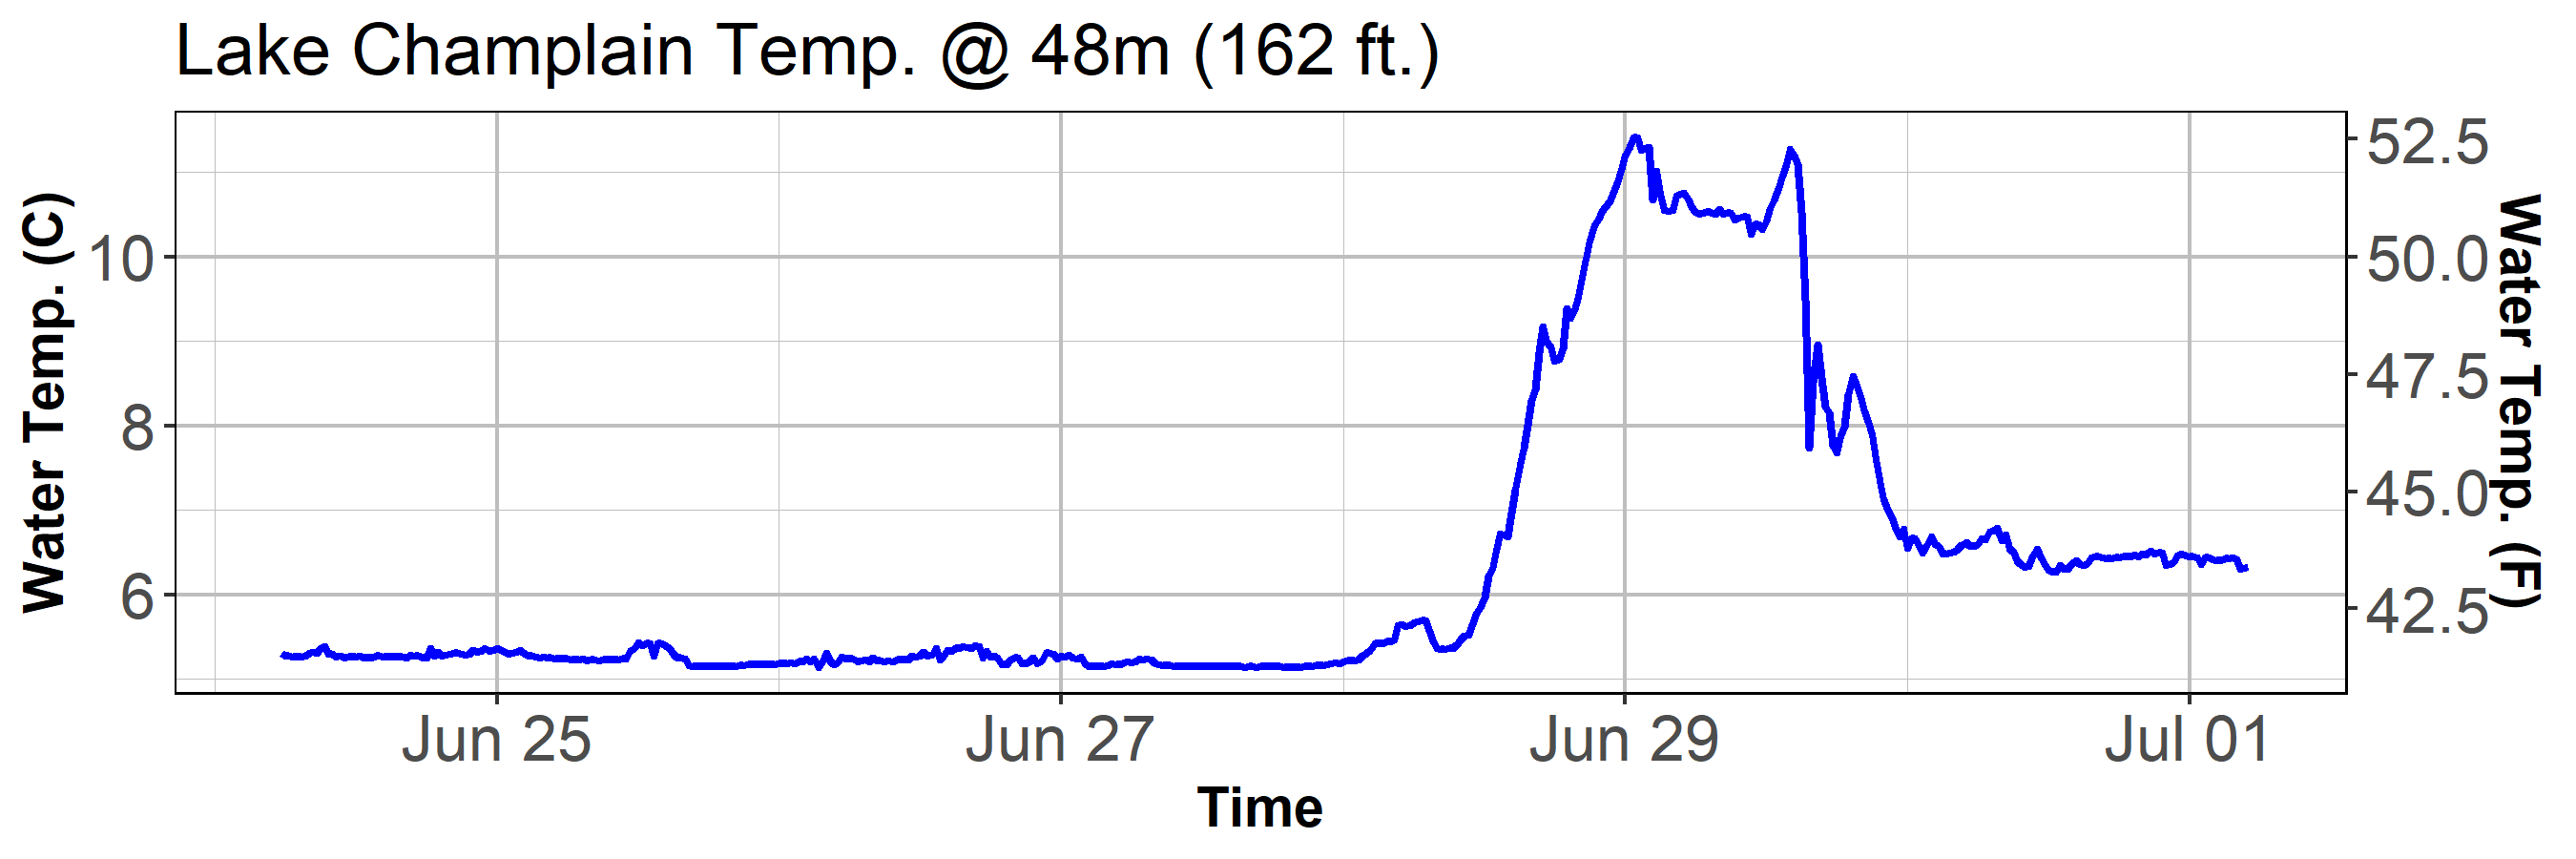 Lake Champlain Temp. @ 48m (162 ft.)
Water Temp. (C)
10
8
6
52.5
50.0
47.5
45.0
42.5
Water Temp. (F)
Jun 25 Jun 27 Jun 29 Jul 01
Time